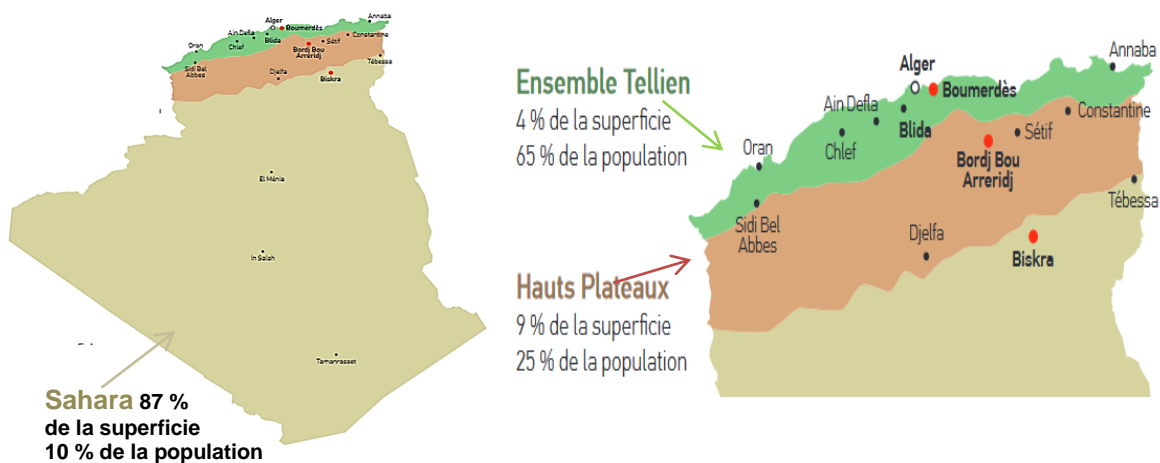 Alger
Boumerdès
Annaba
Ain Defla
Blida
Constantine
Oran
Chlef
Bordj Bou
Arreridj
Sétif
Sidi Bel
Abbes
Tébessa
Djelfa
Biskra
El Ménia
In Salah
Tamanrasset
Sahara 87 %
de la superficie
10 % de la population
Ensemble Tellien
4 % de la superficie
65 % de la population
Hauts Plateaux
9 % de la superficie
25 % de la population
Alger
Boumerdès
Annaba
Ain Defla
Blida
Constantine
Oran
Chlef
Sétif
Bordj Bou
Arreridj
Sidi Bel
Abbes
Tébessa
Djelfa
Biskra